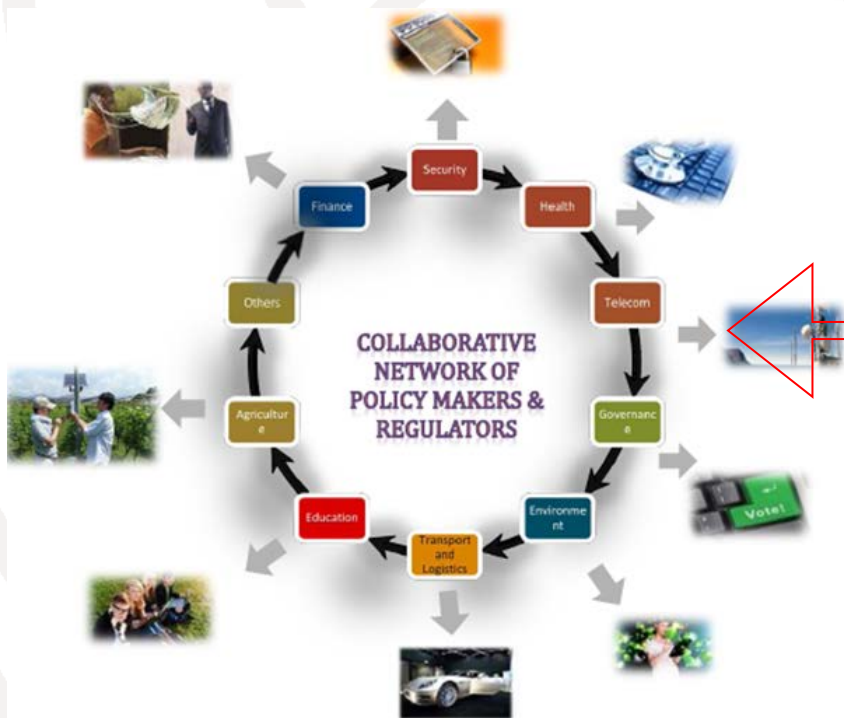 Security
Finance
Health
Others
Telecom
COLLABORATIVE
NETWORK OF
POLICY MAKERS &
REGULATORS
Agricultur
e
Governanc
e
Education
Environme
nt
Transport
and
Logistics
Vote!